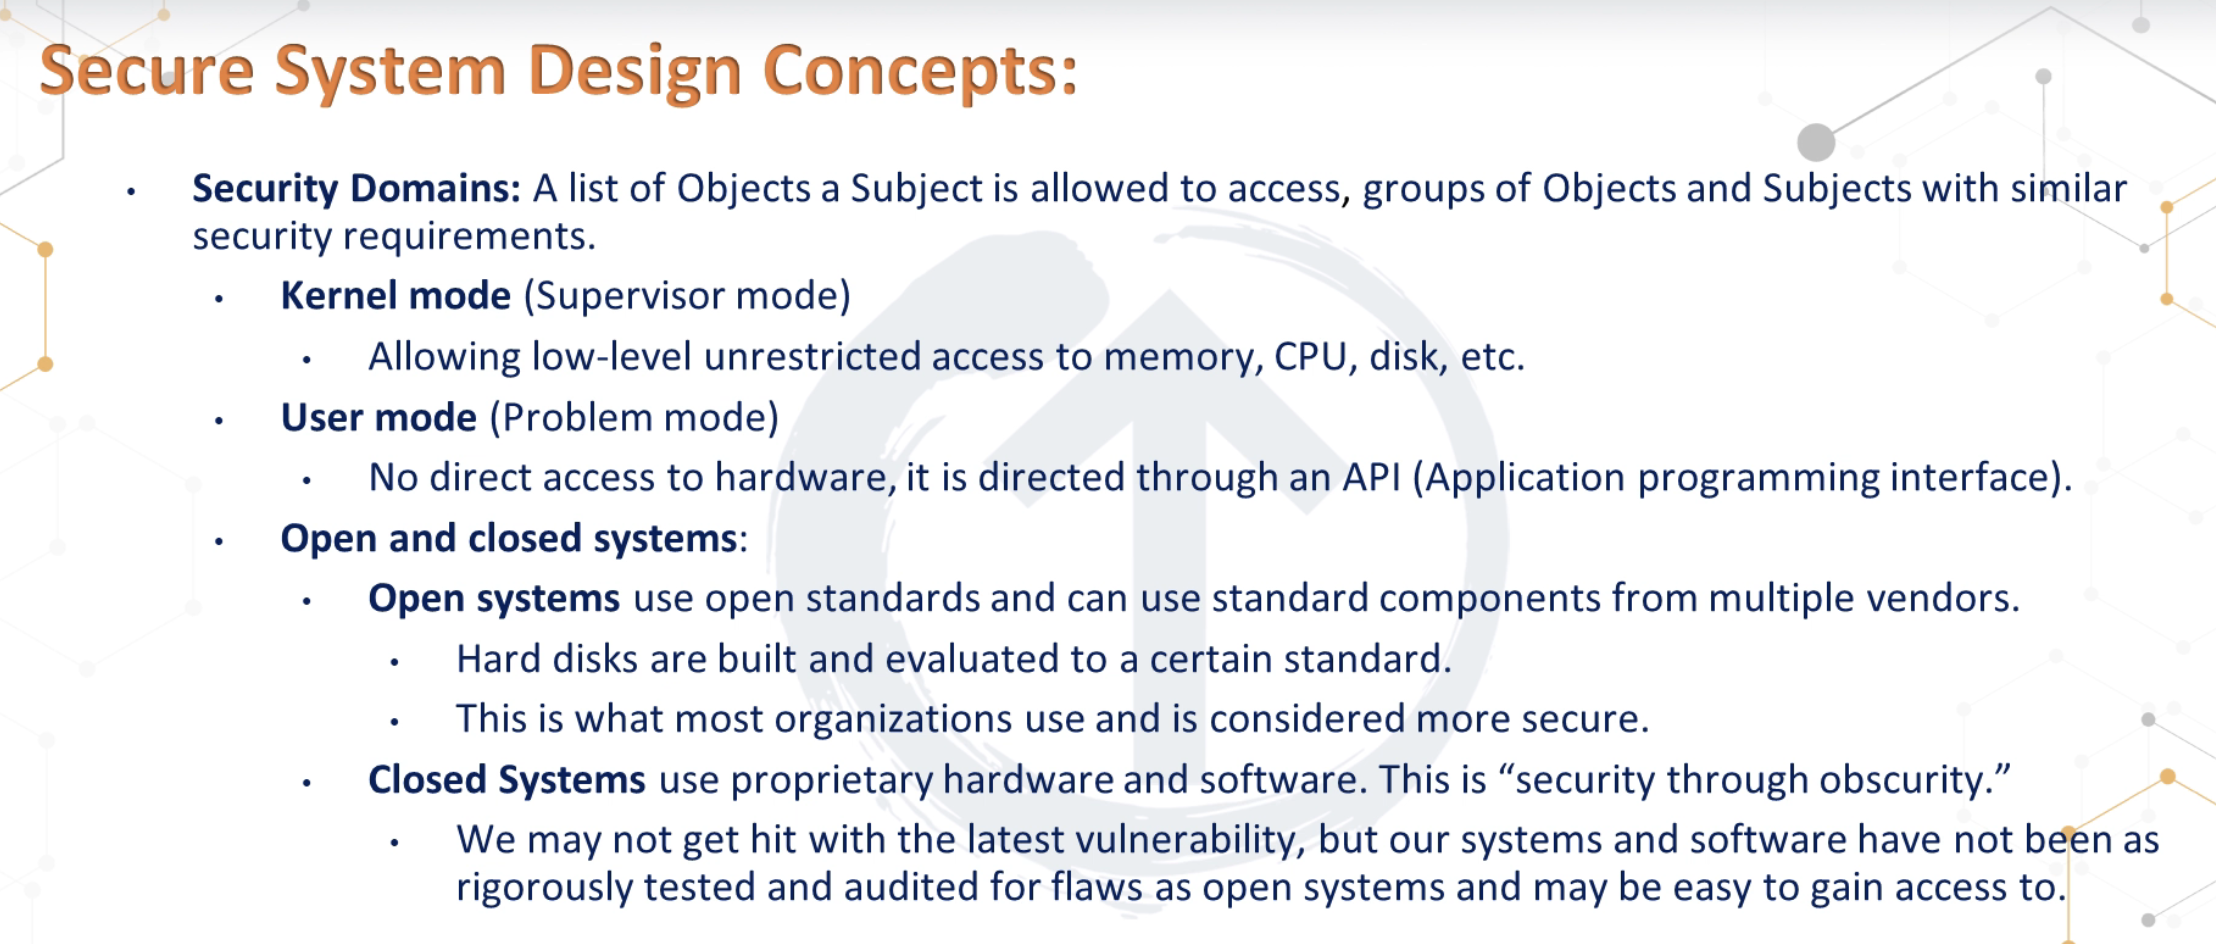 Secure System Design Concepts:
• Security Domains: A list of Objects a Subject is allowed to access, groups of Objects and Subjects with similar
security requirements.
• Kernel mode (Supervisor mode)
• Allowing low-level unrestricted access to memory, CPU, disk, etc.
• User mode (Problem mode)
• No direct access to hardware, it is directed through an API (Application programming interface).
• Open and closed systems:
• Open systems use open standards and can use standard components from multiple vendors.
• Hard disks are built and evaluated to a certain standard.
• This is what most organizations use and is considered more secure.
• Closed Systems use proprietary hardware and software. This is “security through obscurity.”
• We may not get hit with the latest vulnerability, but our systems and software have not been as
rigorously tested and audited for flaws as open systems and may be easy to gain access to.